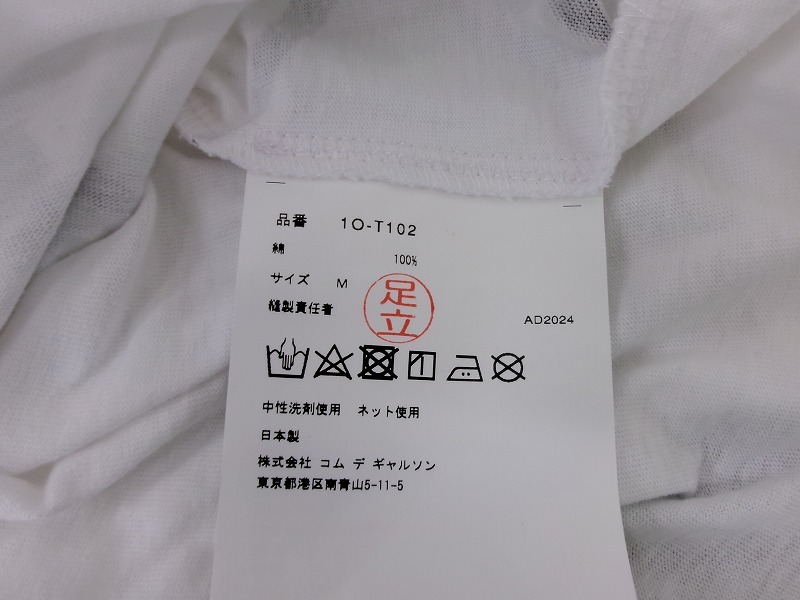 品番 1O-T102
綿 100%
サイズ M
縫製責任者 足立
AD2024
中性洗剤使用 ネット使用
日本製
株式会社 コム デ ギャルソン
東京都港区南青山5-11-5